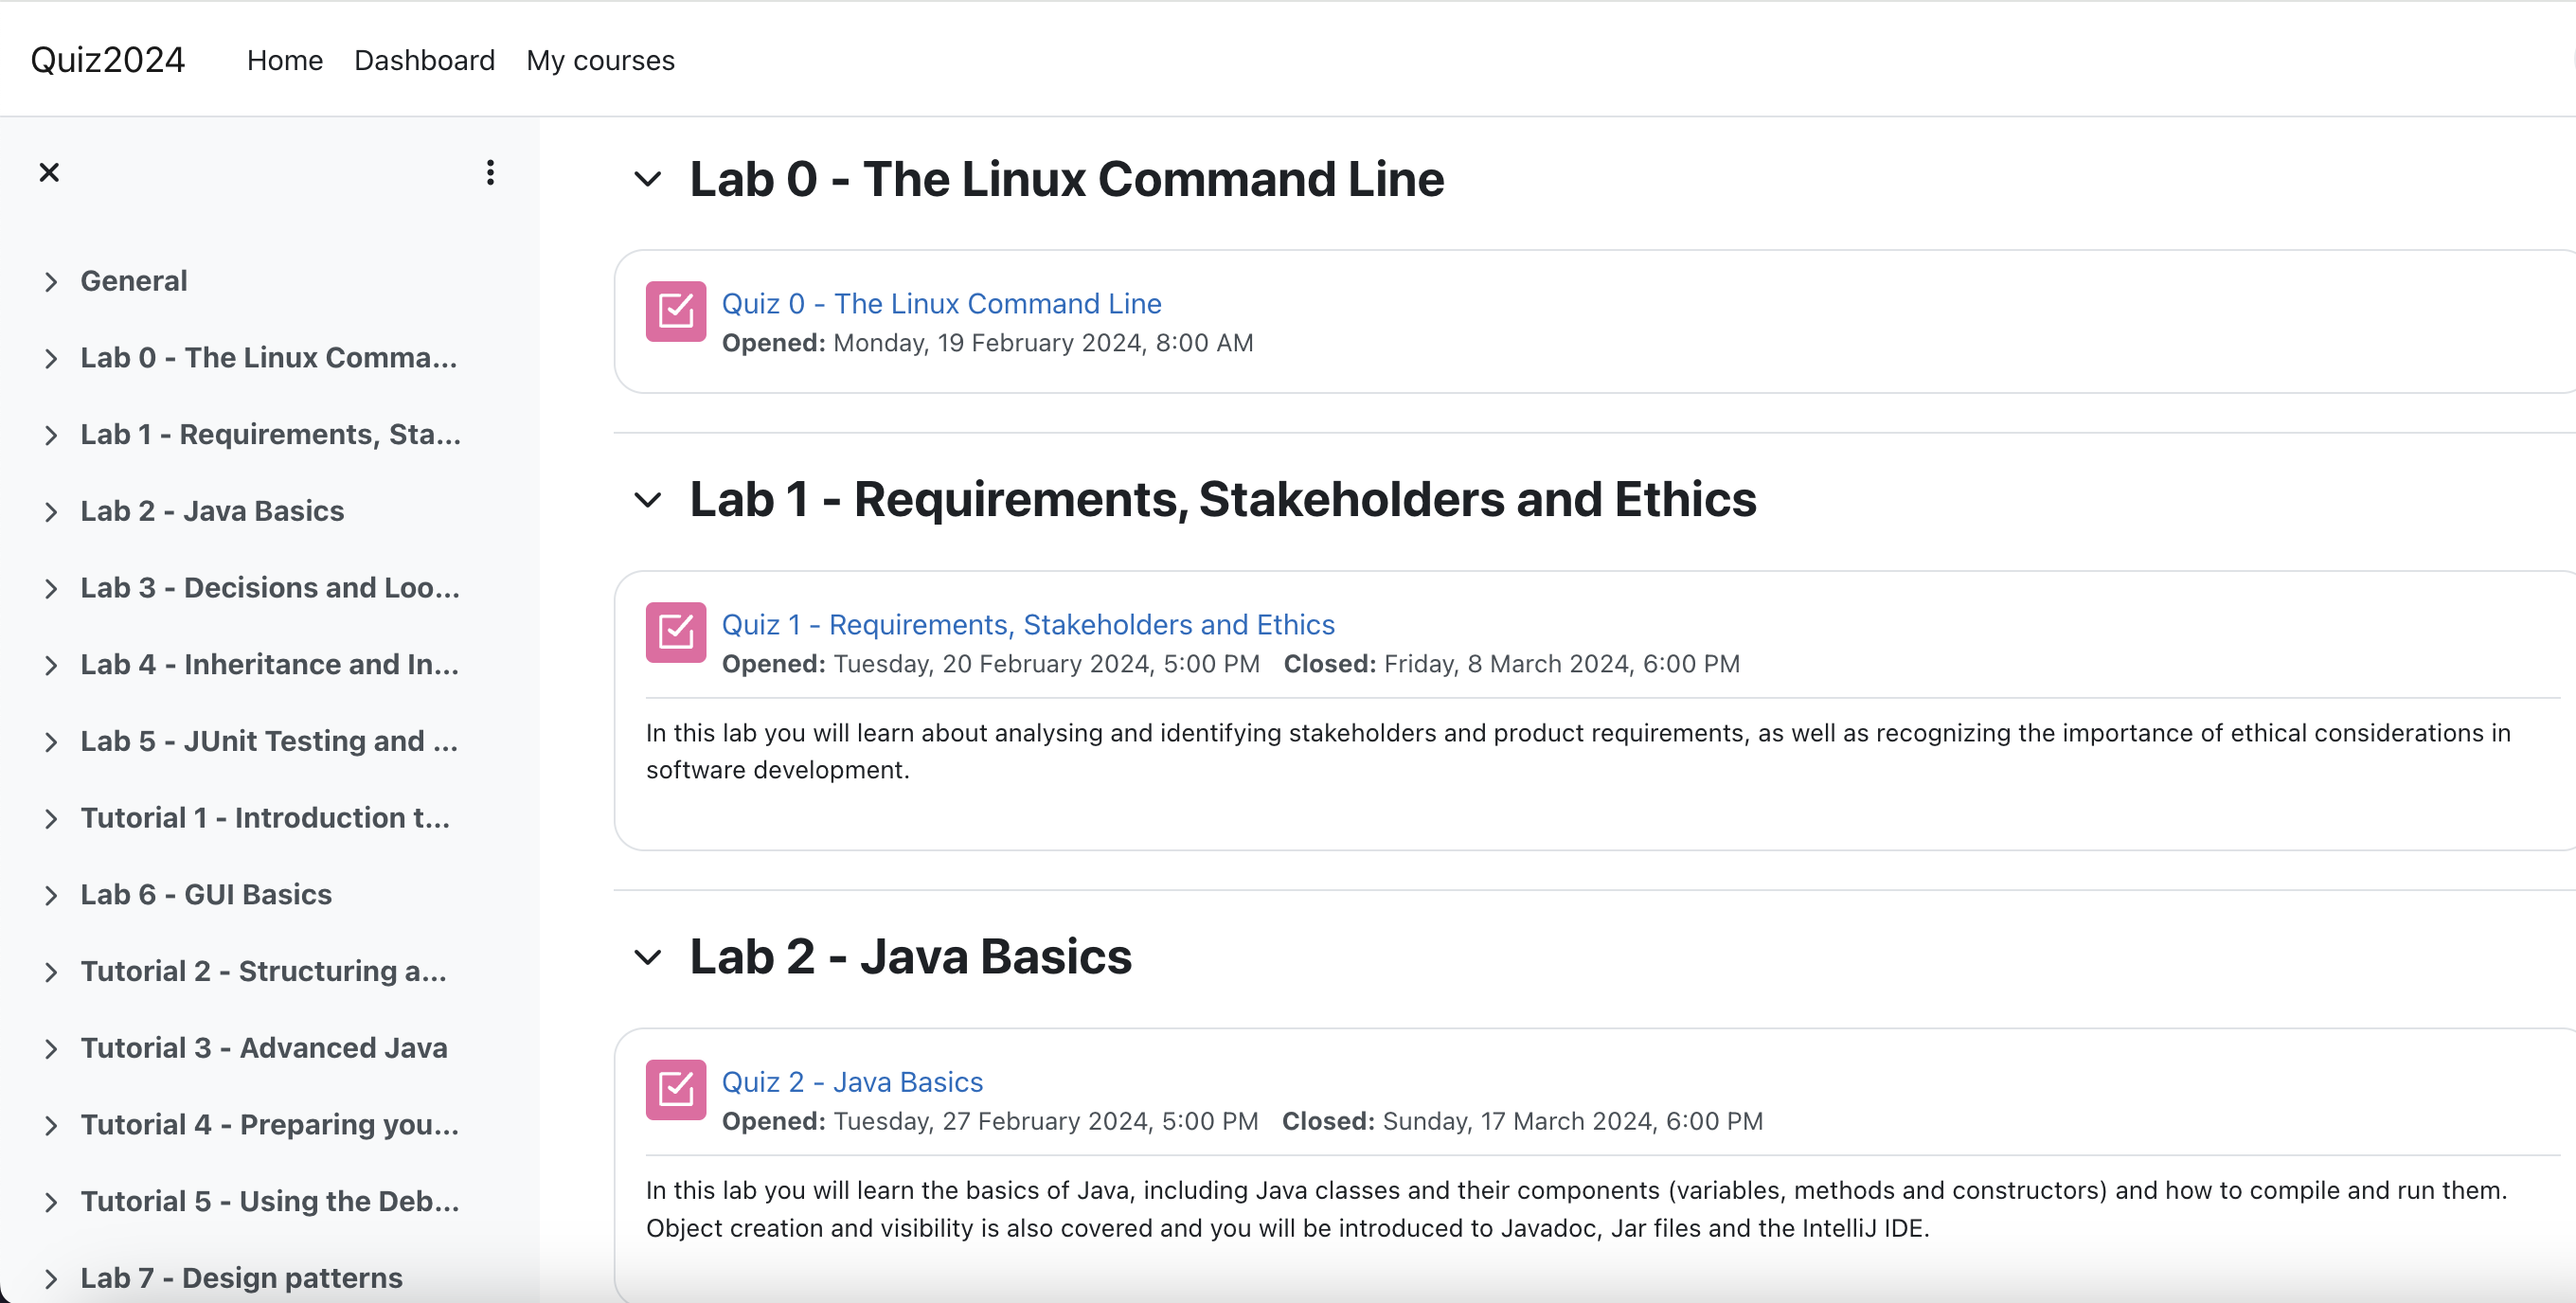 Quiz2024 Home Dashboard My courses
General
Lab 0 - The Linux Comma...
Lab 1 - Requirements, Sta...
Lab 2 - Java Basics
Lab 3 - Decisions and Loo...
Lab 4 - Inheritance and In...
Lab 5 - JUnit Testing and ...
Tutorial 1 - Introduction t...
Lab 6 - GUI Basics
Tutorial 2 - Structuring a...
Tutorial 3 - Advanced Java
Tutorial 4 - Preparing you...
Tutorial 5 - Using the Deb...
Lab 7 - Design patterns
Lab 0 - The Linux Command Line
Quiz 0 - The Linux Command Line
Opened: Monday, 19 February 2024, 8:00 AM
Lab 1 - Requirements, Stakeholders and Ethics
Quiz 1 - Requirements, Stakeholders and Ethics
Opened: Tuesday, 20 February 2024, 5:00 PM Closed: Friday, 8 March 2024, 6:00 PM
In this lab you will learn about analysing and identifying stakeholders and product requirements, as well as recognizing the importance of ethical considerations in
software development.
Lab 2 - Java Basics
Quiz 2 - Java Basics
Opened: Tuesday, 27 February 2024, 5:00 PM Closed: Sunday, 17 March 2024, 6:00 PM
In this lab you will learn the basics of Java, including Java classes and their components (variables, methods and constructors) and how to compile and run them.
Object creation and visibility is also covered and you will be introduced to Javadoc, Jar files and the IntelliJ IDE.